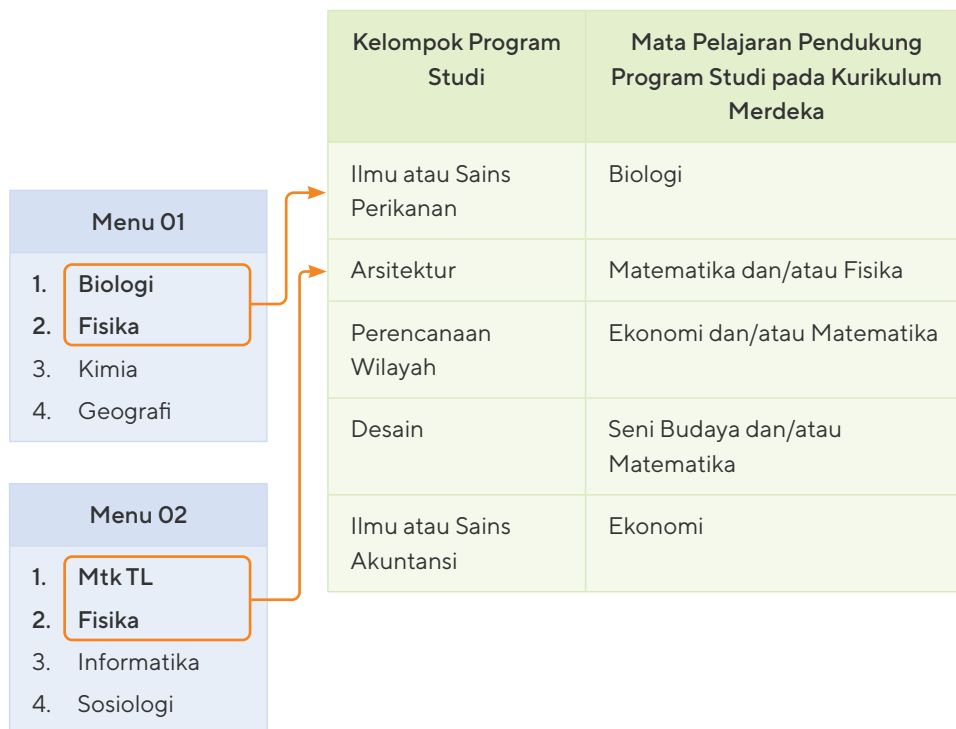 Kelompok Program
Studi
Mata Pelajaran Pendukung
Program Studi pada Kurikulum
Merdeka
Ilmu atau Sains
Perikanan
Biologi
Arsitektur
Matematika dan/atau Fisika
Perencanaan
Wilayah
Ekonomi dan/atau Matematika
Desain
Seni Budaya dan/atau
Matematika
Ilmu atau Sains
Akuntansi
Ekonomi
Menu 01
1. Biologi
2. Fisika
3. Kimia
4. Geografi
Menu 02
1. Mtk TL
2. Fisika
3. Informatika
4. Sosiologi